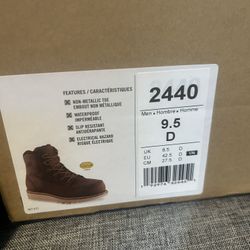 FEATURES / CARACTÉRISTIQUES
NON-METALLIC TOE
EMBOUT NON MÉTALLIQUE
WATERPROOF
IMPERMÉABLE
SLIP RESISTANT
ANTIDÉRAPANTE
ELECTRICAL HAZARD
RISQUE ÉLECTRIQUE
2440
Men • Hombre • Homme
9.5
D
UK 8.5 D
EU 42.5 D
CM 27.5 D